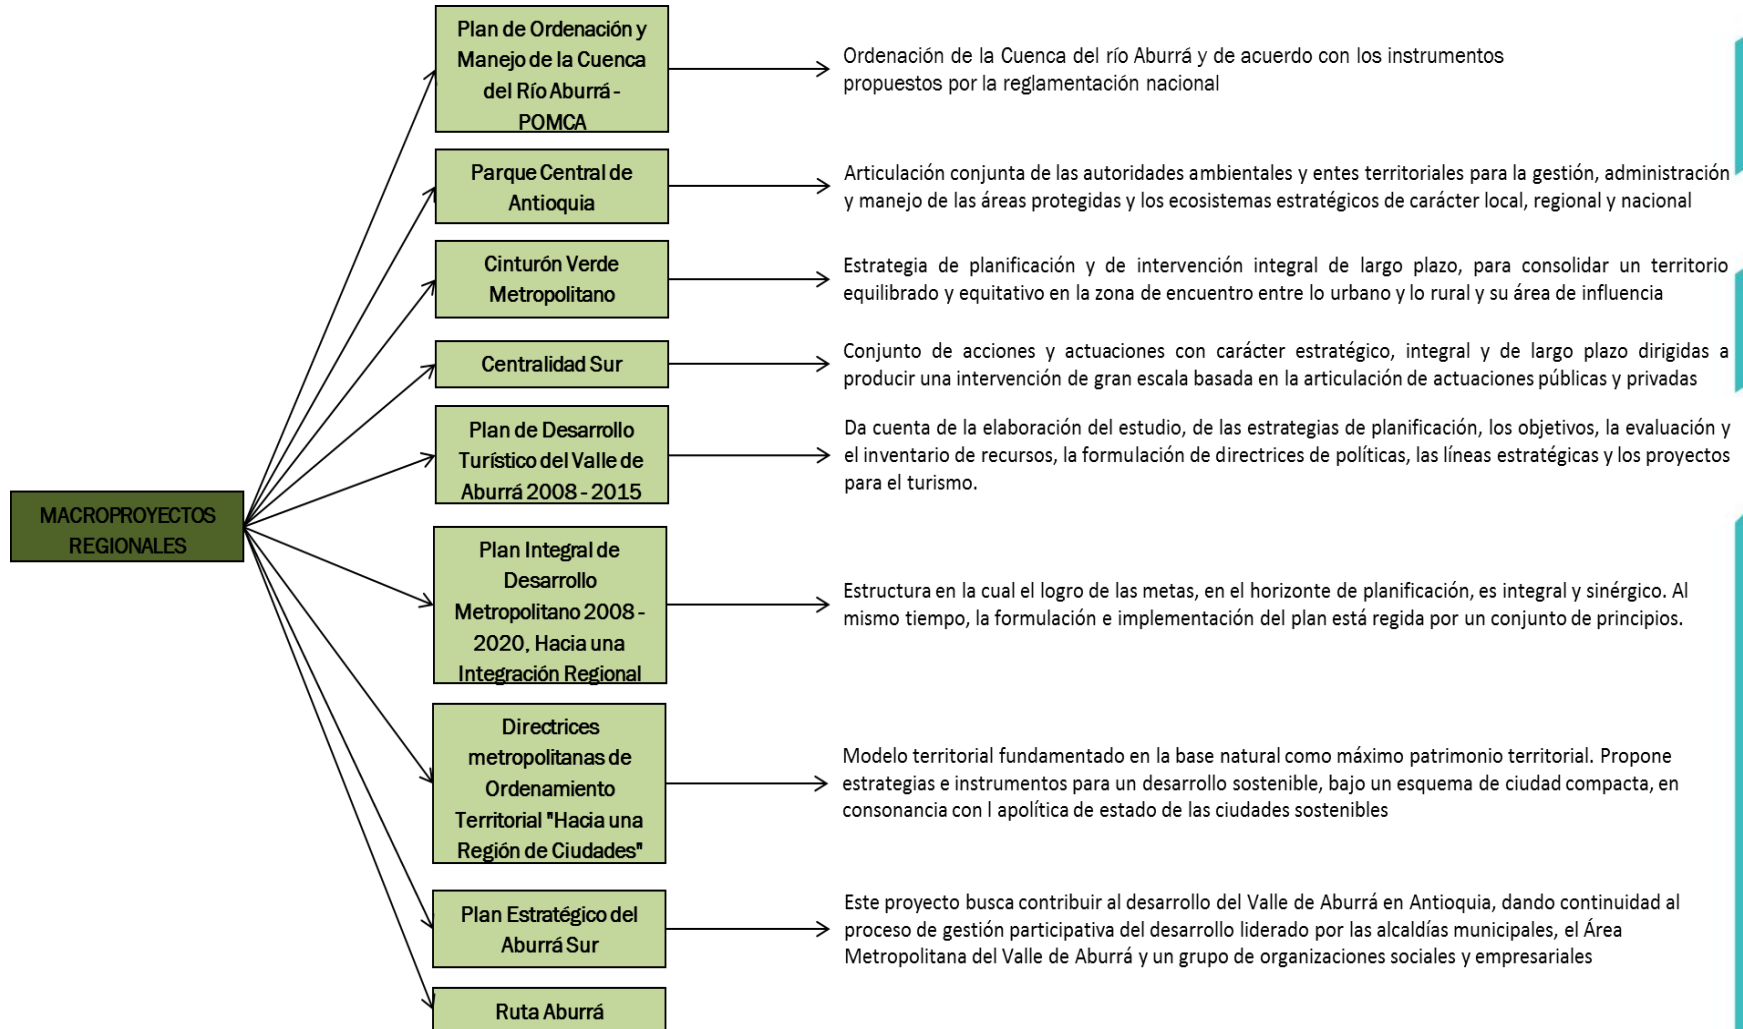 MACROPROYECTOS
REGIONALES
Plan de Ordenación y
Manejo de la Cuenca
del Río Aburrá -
POMCA
Ordenación de la Cuenca del río Aburrá y de acuerdo con los instrumentos
propuestos por la reglamentación nacional
Parque Central de
Antioquia
Articulación conjunta de las autoridades ambientales y entes territoriales para la gestión, administración
y manejo de las áreas protegidas y los ecosistemas estratégicos de carácter local, regional y nacional
Cinturón Verde
Metropolitano
Estrategia de planificación y de intervención integral de largo plazo, para consolidar un territorio
equilibrado y equitativo en la zona de encuentro entre lo urbano y lo rural y su área de influencia
Centralidad Sur
Conjunto de acciones y actuaciones con carácter estratégico, integral y de largo plazo dirigidas a
producir una intervención de gran escala basada en la articulación de actuaciones públicas y privadas
Plan de Desarrollo
Turístico del Valle de
Aburrá 2008 - 2015
Da cuenta de la elaboración del estudio, de las estrategias de planificación, los objetivos, la evaluación y
el inventario de recursos, la formulación de directrices de políticas, las líneas estratégicas y los proyectos
para el turismo.
Plan Integral de
Desarrollo
Metropolitano 2008 -
2020, Hacia una
Integración Regional
Estructura en la cual el logro de las metas, en el horizonte de planificación, es integral y sinérgico. Al
mismo tiempo, la formulación e implementación del plan está regida por un conjunto de principios.
Directrices
metropolitanas de
Ordenamiento
Territorial "Hacia una
Región de Ciudades"
Modelo territorial fundamentado en la base natural como máximo patrimonio territorial. Propone
estrategias e instrumentos para un desarrollo sostenible, bajo un esquema de ciudad compacta, en
consonancia con l apolítica de estado de las ciudades sostenibles
Plan Estratégico del
Aburrá Sur
Este proyecto busca contribuir al desarrollo del Valle de Aburrá en Antioquia, dando continuidad al
proceso de gestión participativa del desarrollo liderado por las alcaldías municipales, el Área
Metropolitana del Valle de Aburrá y un grupo de organizaciones sociales y empresariales
Ruta Aburrá